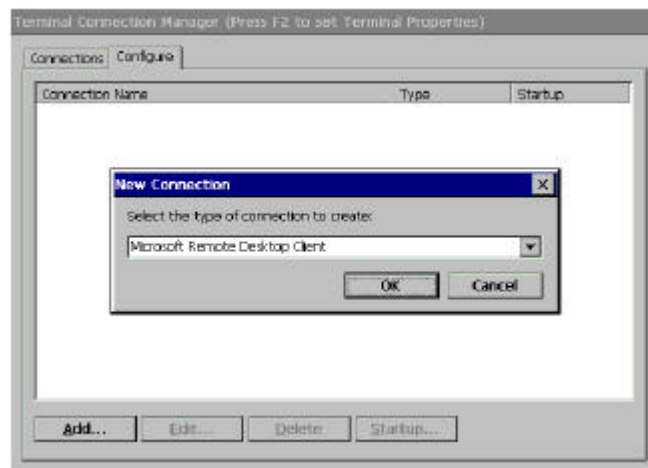 Terminal Connection Manager (Press F2 to set Terminal Properties)
Connections Configure
Connection Name Type Startup
New Connection
Select the type of connection to create:
Microsoft Remote Desktop Client
OK Cancel
Add... Edit... Delete Startup...